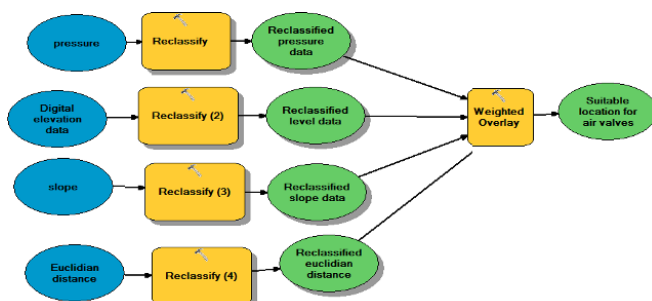 pressure
Reclassify
Reclassified
pressure
data
Digital
elevation
data
Reclassify (2)
Reclassified
level data
Weighted
Overlay
Suitable
location for
air valves
slope
Reclassify (3)
Reclassified
slope data
Euclidian
distance
Reclassify (4)
Reclassified
euclidian
distance